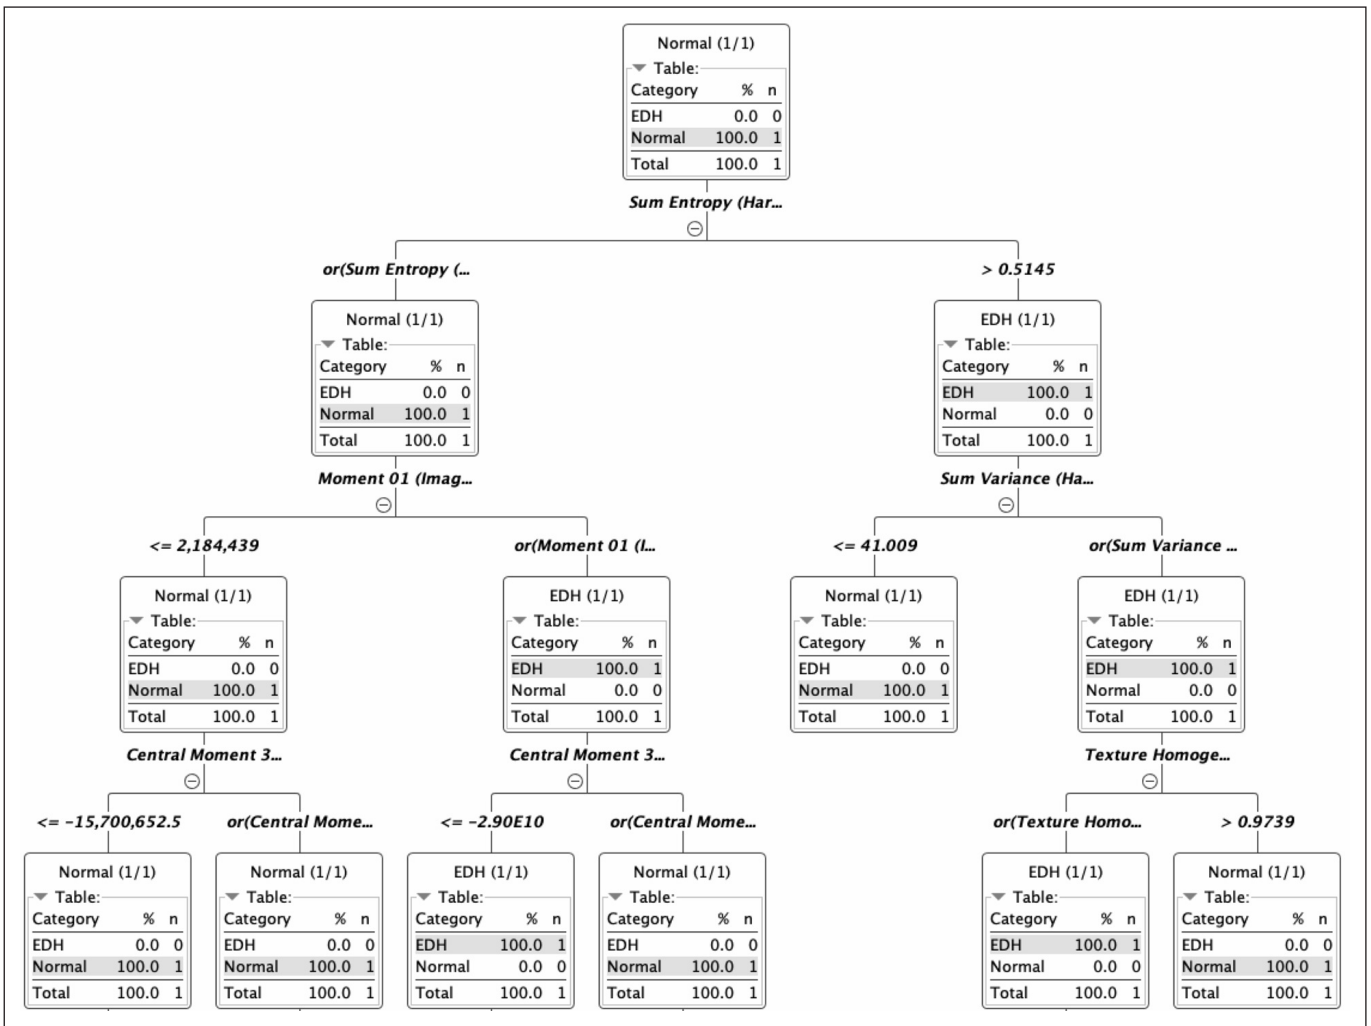 Normal (1/1)
Table:
Category % n
EDH 0.0 0
Normal 100.0 1
Total 100.0 1
Sum Entropy (Har...
or(Sum Entropy (...
> 0.5145
Normal (1/1)
Table:
Category % n
EDH 0.0 0
Normal 100.0 1
Total 100.0 1
Moment 01 (Imag...
EDH (1/1)
Table:
Category % n
EDH 100.0 1
Normal 0.0 0
Total 100.0 1
Sum Variance (Ha...
<= 2,184,439
or(Moment 01 (I...
<= 41.009
or(Sum Variance ...
Normal (1/1)
Table:
Category % n
EDH 0.0 0
Normal 100.0 1
Total 100.0 1
Central Moment 3...
EDH (1/1)
Table:
Category % n
EDH 100.0 1
Normal 0.0 0
Total 100.0 1
Central Moment 3...
Normal (1/1)
Table:
Category % n
EDH 0.0 0
Normal 100.0 1
Total 100.0 1
EDH (1/1)
Table:
Category % n
EDH 100.0 1
Normal 0.0 0
Total 100.0 1
Texture Homoge...
<= -15,700,652.5
or(Central Mome...
<= -2.90E10
or(Central Mome...
or(Texture Homo...
> 0.9739
Normal (1/1)
Table:
Category % n
EDH 0.0 0
Normal 100.0 1
Total 100.0 1
Normal (1/1)
Table:
Category % n
EDH 0.0 0
Normal 100.0 1
Total 100.0 1
EDH (1/1)
Table:
Category % n
EDH 100.0 1
Normal 0.0 0
Total 100.0 1
Normal (1/1)
Table:
Category % n
EDH 0.0 0
Normal 100.0 1
Total 100.0 1
EDH (1/1)
Table:
Category % n
EDH 100.0 1
Normal 0.0 0
Total 100.0 1
Normal (1/1)
Table:
Category % n
EDH 0.0 0
Normal 100.0 1
Total 100.0 1